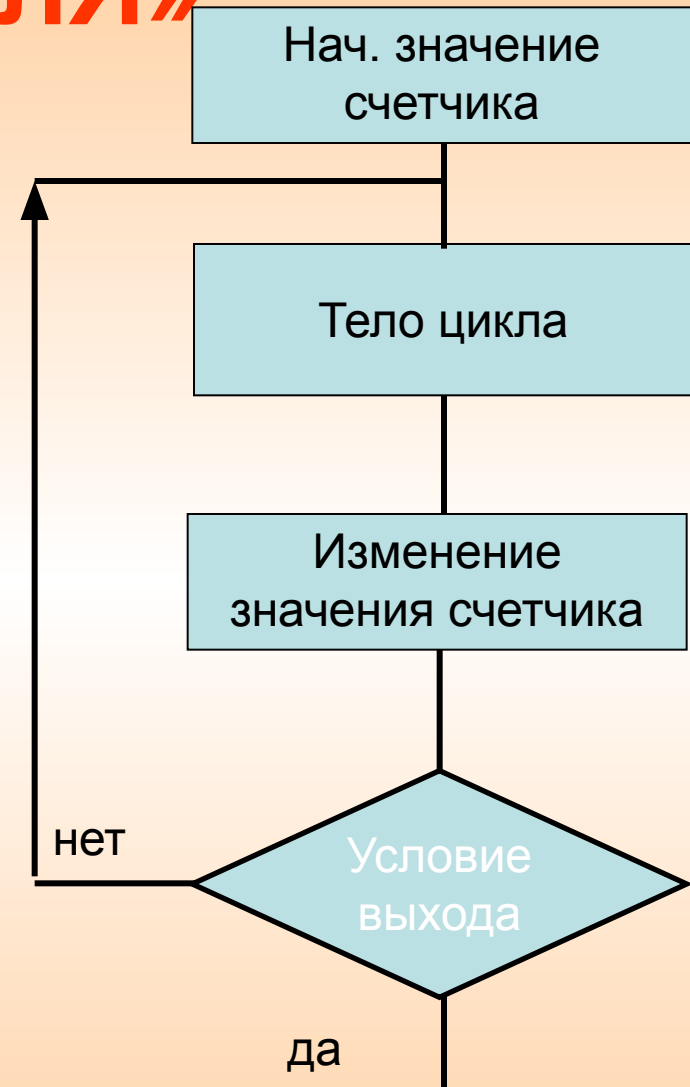 Нач. значение
счетчика
Тело цикла
Изменение
значения счетчика
нет
Условие
выхода
да